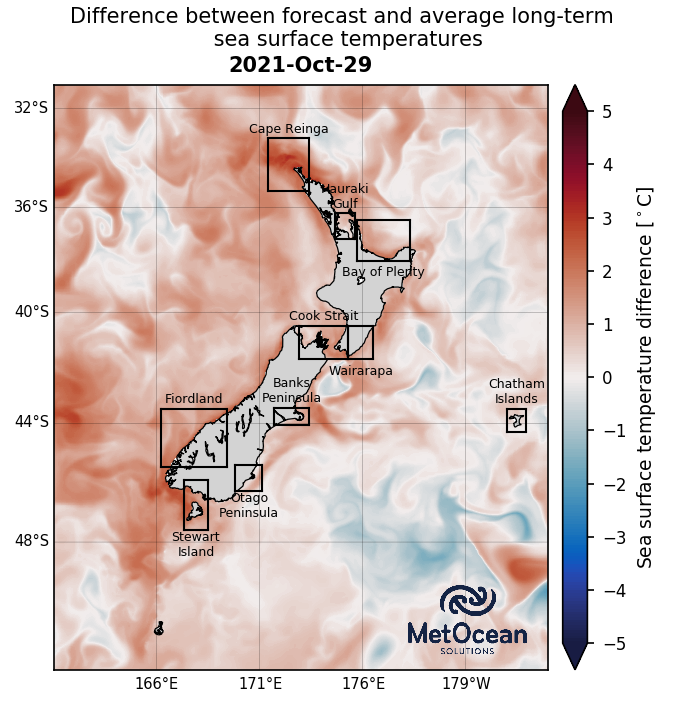 Difference between forecast and average long-term
sea surface temperatures
2021-Oct-29
32°S
36°S
40°S
44°S
48°S
Cape Reinga
Hauraki
Gulf
Bay of Plenty
Cook Strait
Wairarapa
Banks
Peninsula
Fiordland
Chatham
Islands
Otago
Peninsula
Stewart
Island
MetOcean
SOLUTIONS
166°E
171°E
176°E
179°W
5
4
3
2
1
0
−1
−2
−3
−4
−5
Sea surface temperature difference [°C]